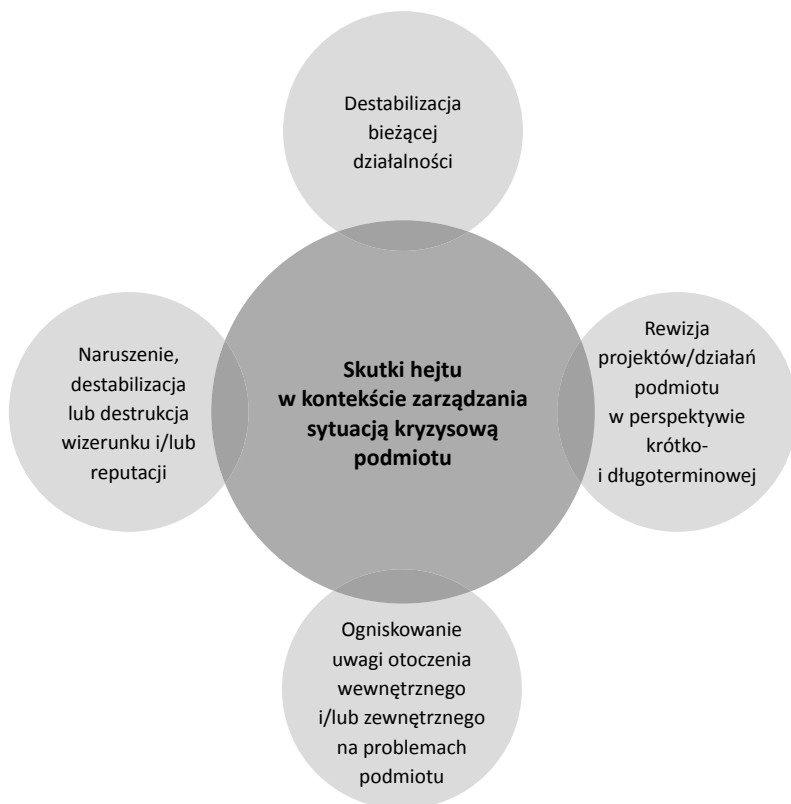 Destabilizacja
bieżącej
działalności
Naruszenie,
destabilizacja
lub destrukcja
wizerunku i/lub
reputacji
Skutki hejtu
w kontekście zarządzania
sytuacją kryzysową
podmiotu
Rewizja
projektów/działań
podmiotu
w perspektywie
krótko-
i długoterminowej
Ogniskowanie
uwagi otoczenia
wewnętrznego
i/lub zewnętrznego
na problemach
podmiotu